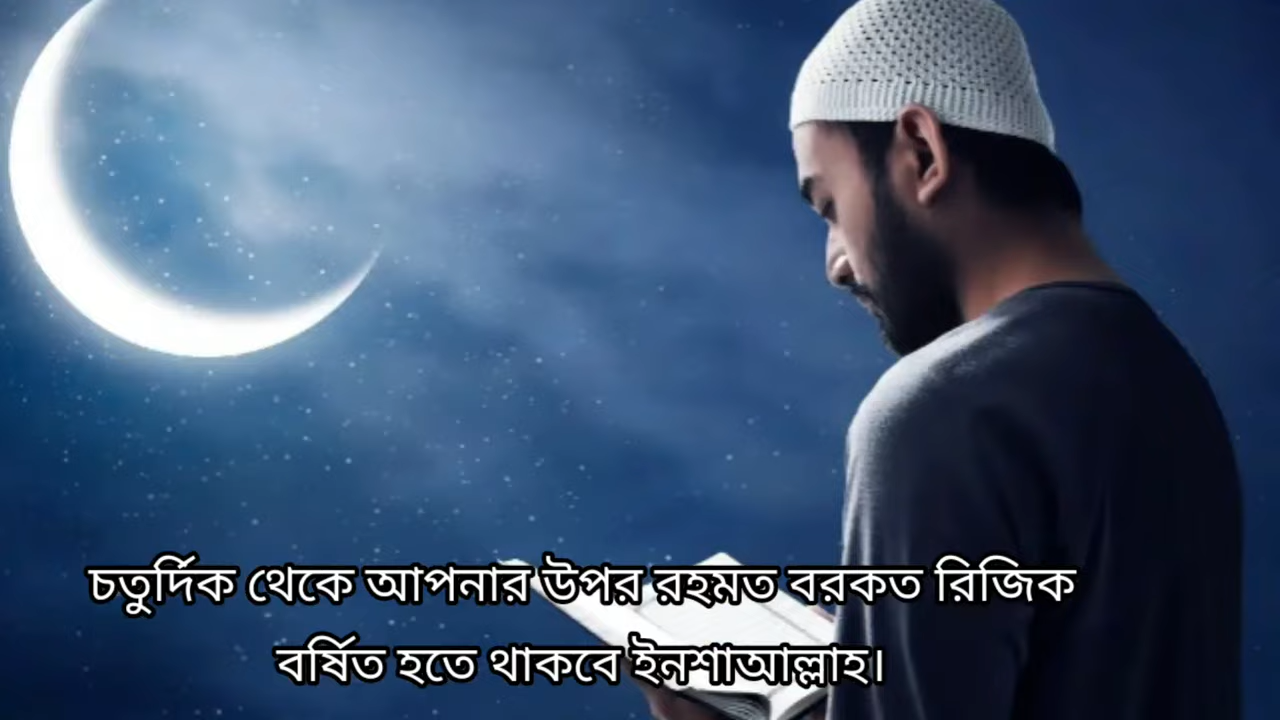 চতুর্দিক থেকে আপনার উপর রহমত বরকত রিজিক
বর্ষিত হতে থাকবে ইনশাআল্লাহ।